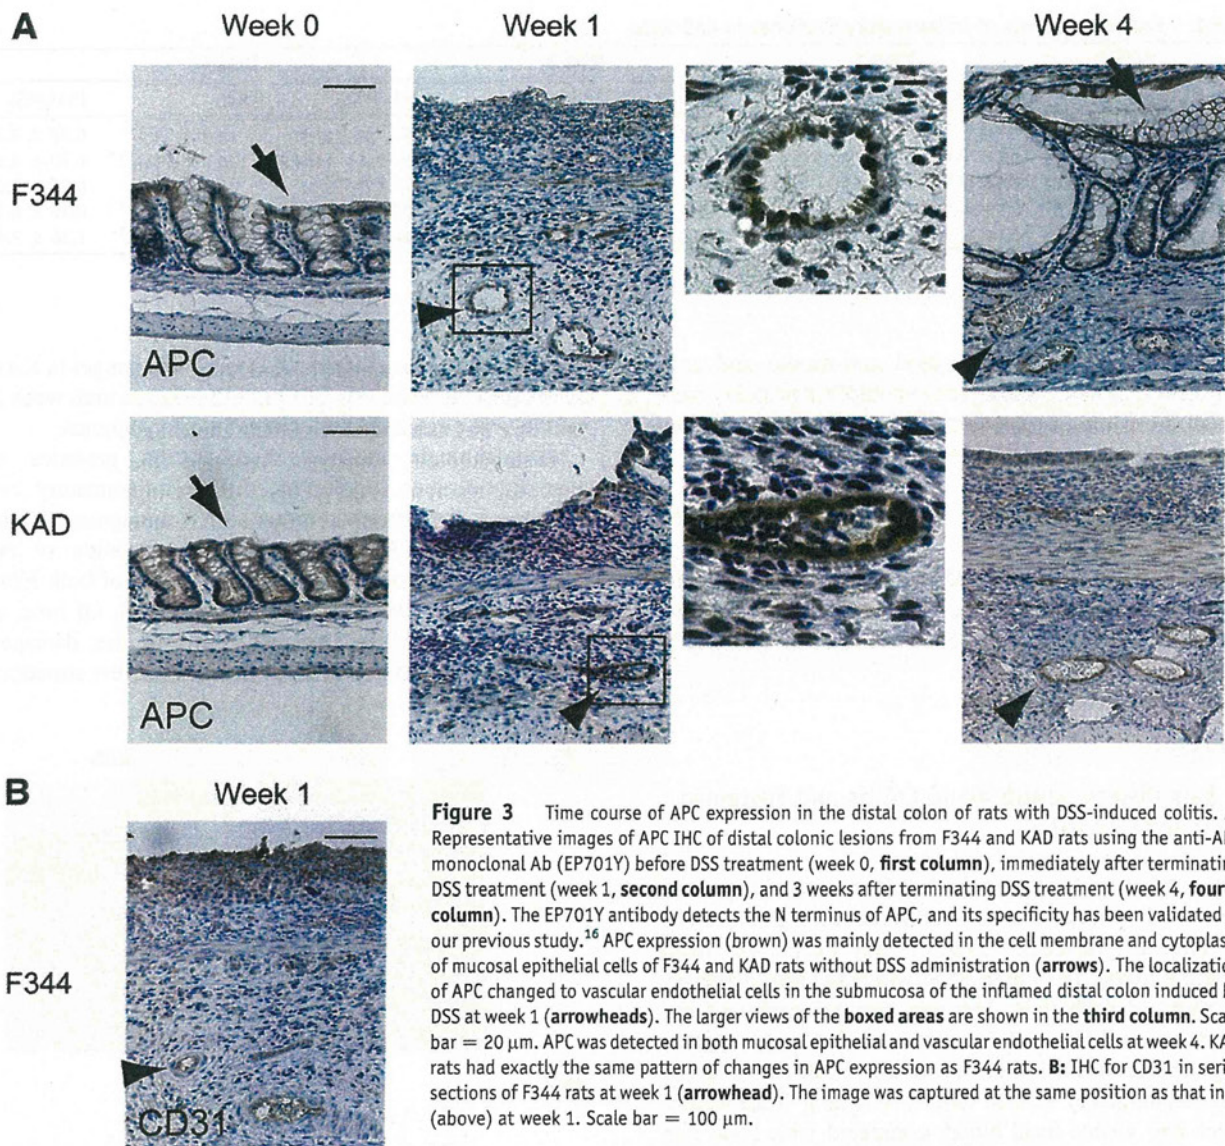 A
Week 0
Week 1
Week 4
F344
APC
KAD
APC
B
Week 1
F344
CD31
Figure 3 Time course of APC expression in the distal colon of rats with DSS-induced colitis.
Representative images of APC IHC of distal colonic lesions from F344 and KAD rats using the
monoclonal Ab (EP701Y) before DSS treatment (week 0, first column), immediately after
DSS treatment (week 1, second column), and 3 weeks after terminating DSS treatment (week 4,
column). The EP701Y antibody detects the N terminus of APC, and its specificity has been validated
our previous study.16 APC expression (brown) was mainly detected in the cell membrane and
of mucosal epithelial cells of F344 and KAD rats without DSS administration (arrows). The
of APC changed to vascular endothelial cells in the submucosa of the inflamed distal colon induced
DSS at week 1 (arrowheads). The larger views of the boxed areas are shown in the third column.
bar = 20 μm. APC was detected in both mucosal epithelial and vascular endothelial cells at week 4.
rats had exactly the same pattern of changes in APC expression as F344 rats. B: IHC for CD31 in
sections of F344 rats at week 1 (arrowhead). The image was captured at the same position as that in
(above) at week 1. Scale bar = 100 μm.